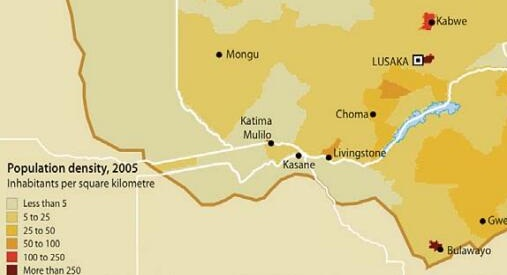 Kabwe
Mongu
LUSAKA
Choma
Katima
Mulilo
Livingstone
Kasane
Population density, 2005
Inhabitants per square kilometre
Less than 5
5 to 25
25 to 50
50 to 100
100 to 250
More than 250
Gwe
Bulawayo